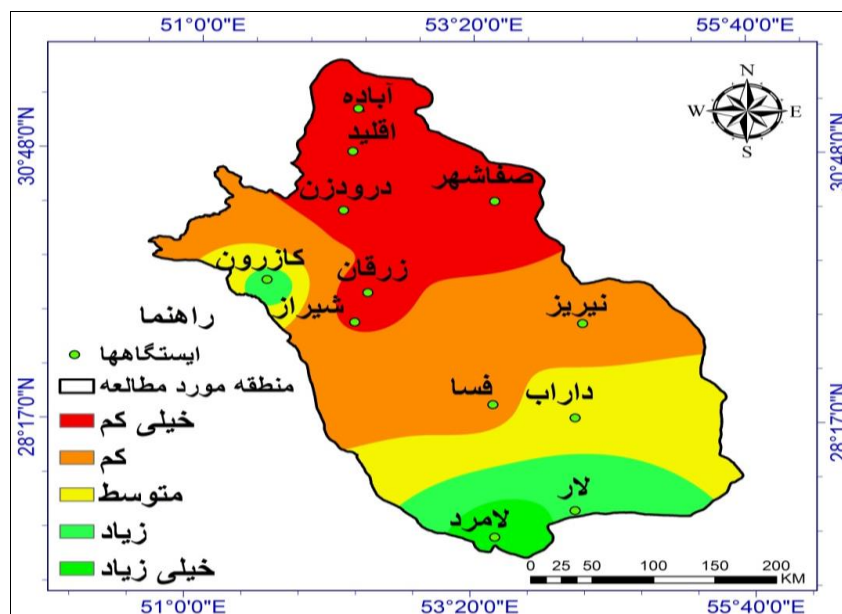 51°0'0"E 53°20'0"E 55°40'0"E
30°48'0"N
28°17'0"N
30°48'0"N
28°17'0"N
N
W E
S
آباده
اقلید
صفاشهر
درودزن
کازرون
زرقان
شیراز
نیریز
فسا
داراب
لار
لامرد
راهنما
ایستگاهها
منطقه مورد مطالعه
خیلی کم
کم
متوسط
زیاد
خیلی زیاد
0 25 50 100 150 200
KM
51°0'0"E 53°20'0"E 55°40'0"E